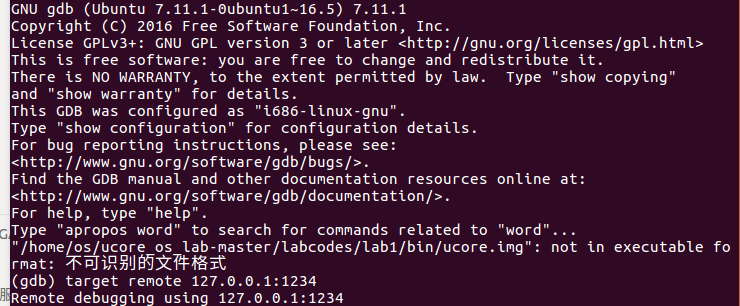 GNU gdb (Ubuntu 7.11.1-0ubuntu1~16.5) 7.11.1
Copyright (C) 2016 Free Software Foundation, Inc.
License GPLv3+: GNU GPL version 3 or later <http://gnu.org/licenses/gpl.html>
This is free software: you are free to change and redistribute it.
There is NO WARRANTY, to the extent permitted by law.  Type "show copying"
and "show warranty" for details.
This GDB was configured as "i686-linux-gnu".
Type "show configuration" for configuration details.
For bug reporting instructions, please see:
<http://www.gnu.org/software/gdb/bugs/>.
Find the GDB manual and other documentation resources online at:
<http://www.gnu.org/software/gdb/documentation/>.
For help, type "help".
Type "apropos word" to search for commands related to "word"...
"/home/os/ucore_os_lab-master/labcodes/lab1/bin/ucore.img": not in executable fo
rmat: 不可识别的文件格式
(gdb) target remote 127.0.0.1:1234
Remote debugging using 127.0.0.1:1234